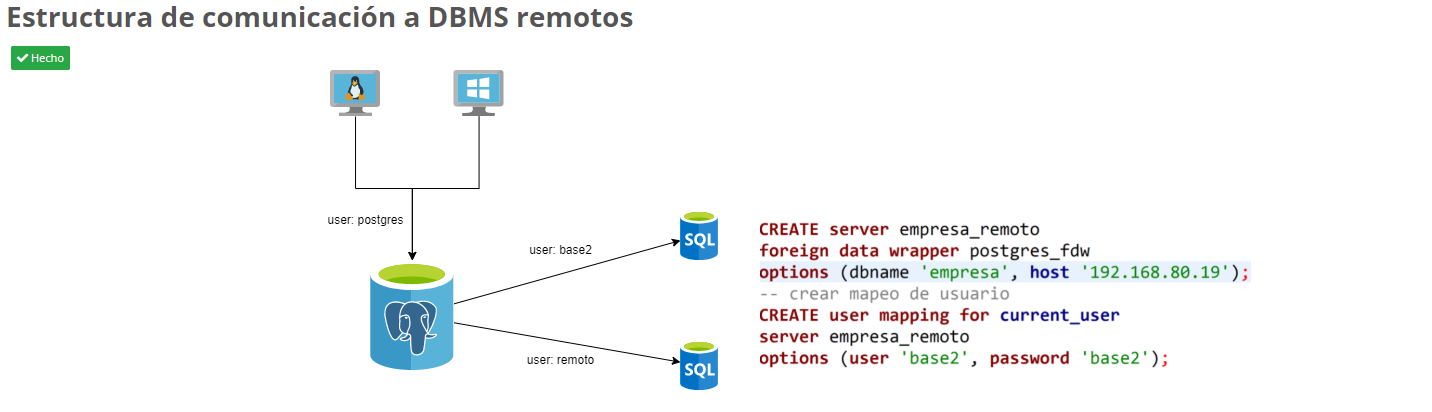 Estructura de comunicación a DBMS remotos
Hecho
user: postgres
user: base2
SQL
user: remoto
SQL
CREATE server empresa_remoto
foreign data wrapper postgres_fdw
options (dbname 'empresa', host '192.168.80.19');
-- crear mapeo de usuario
CREATE user mapping for current_user
server empresa_remoto
options (user 'base2', password 'base2');